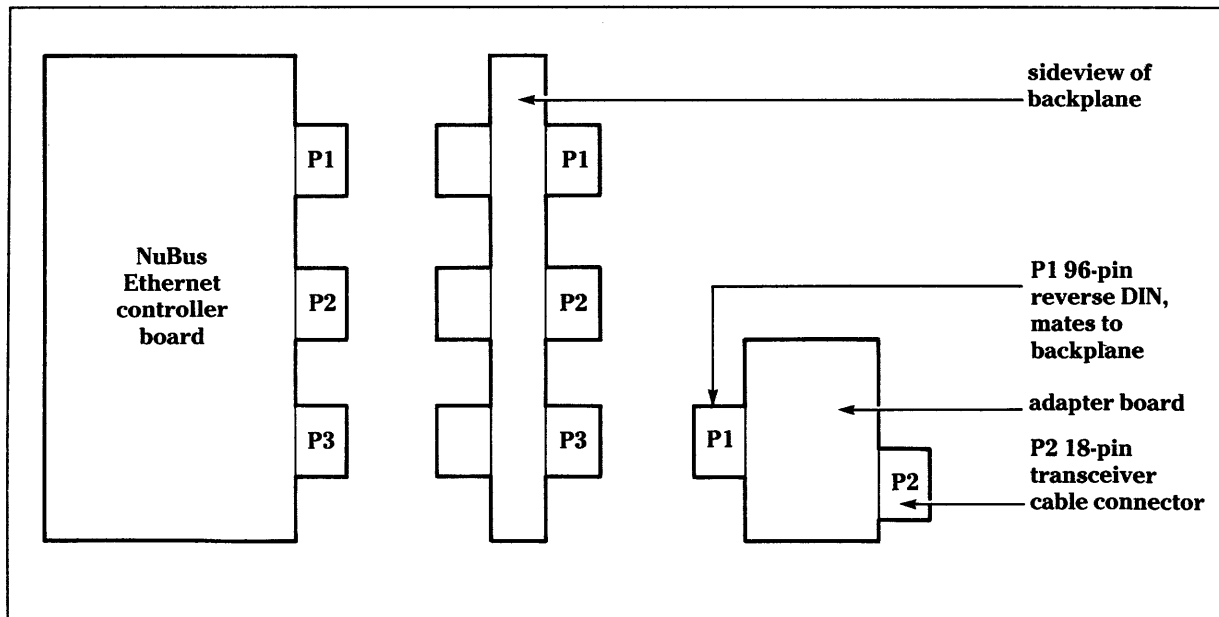 NuBus
Ethernet
controller
board
P1
P2
P3
P1
P2
P3
sideview of
backplane
P1 96-pin
reverse DIN,
mates to
backplane
P1
adapter board
P2 18-pin
transceiver
cable connector
P2